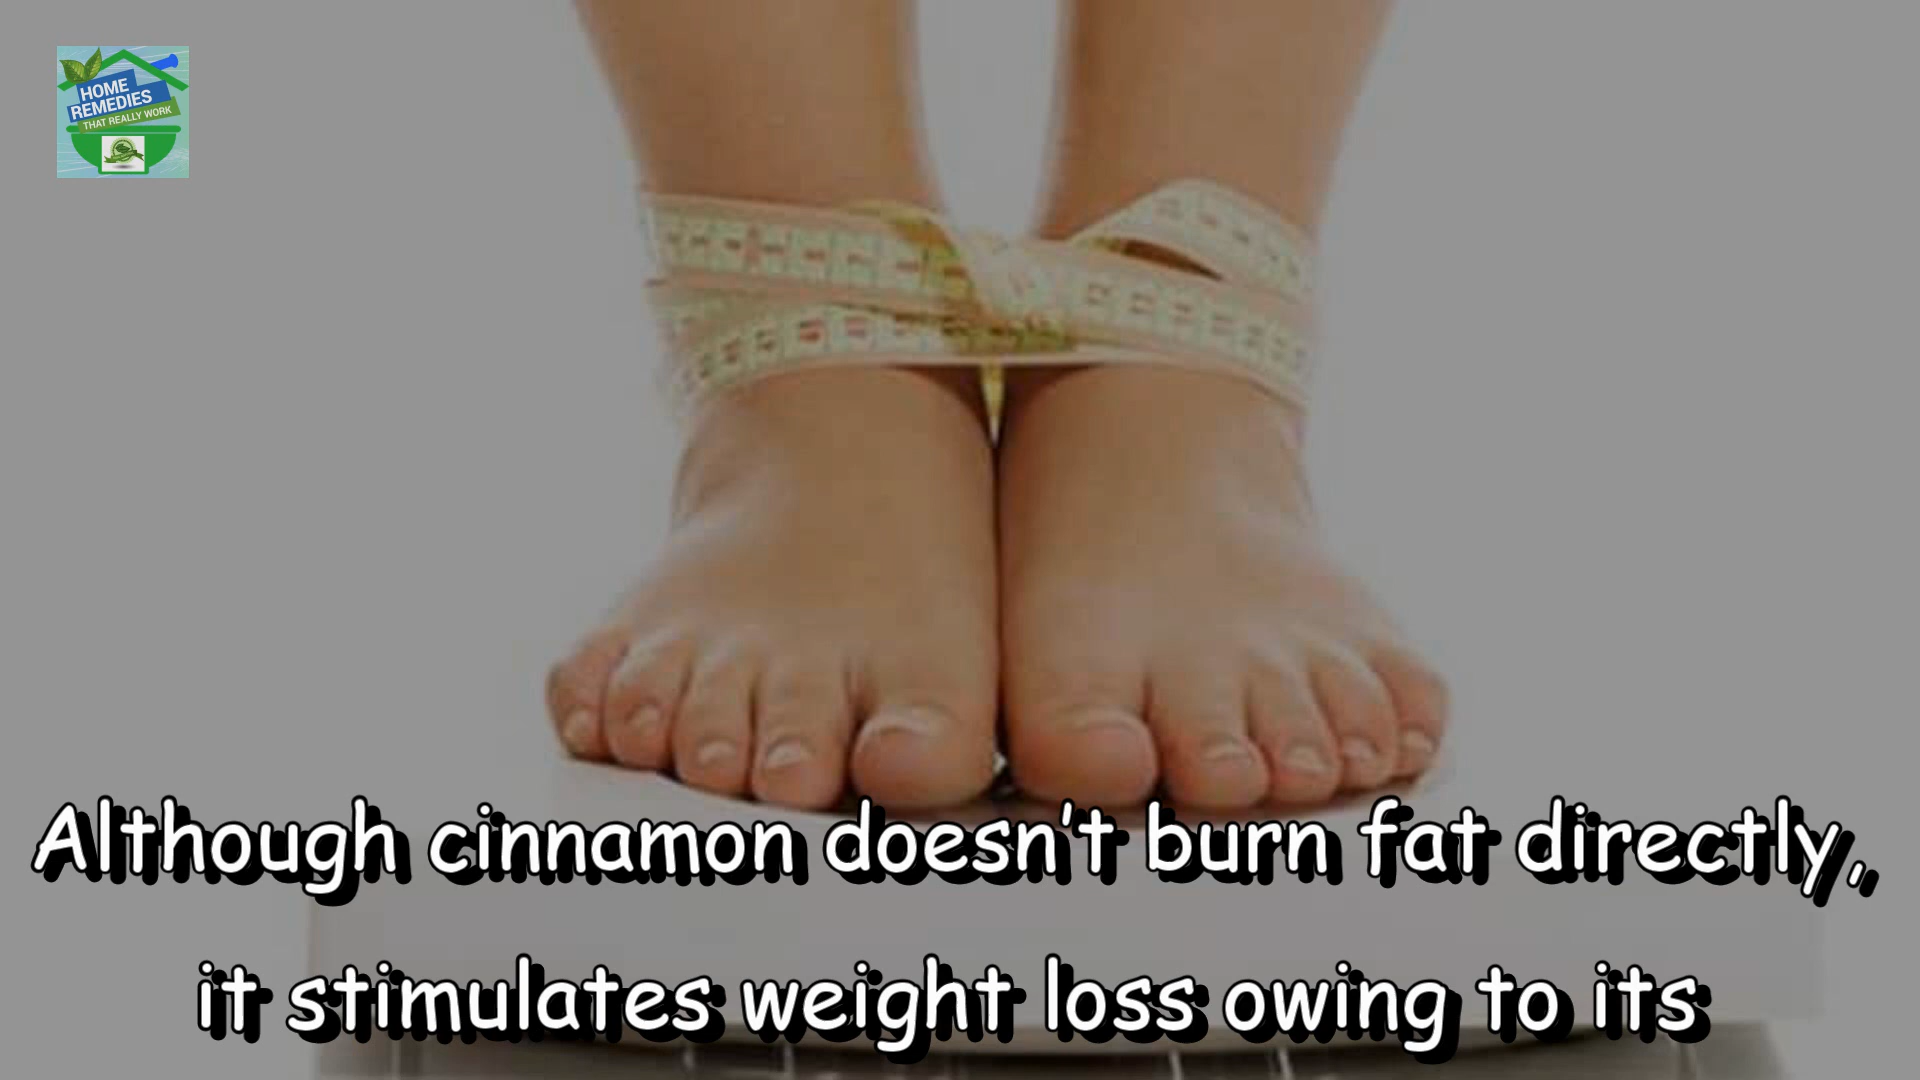 HOME
REMEDIES
THAT REALLY WORK
Although cinnamon doesn't burn fat directly,
it stimulates weight loss owing to its